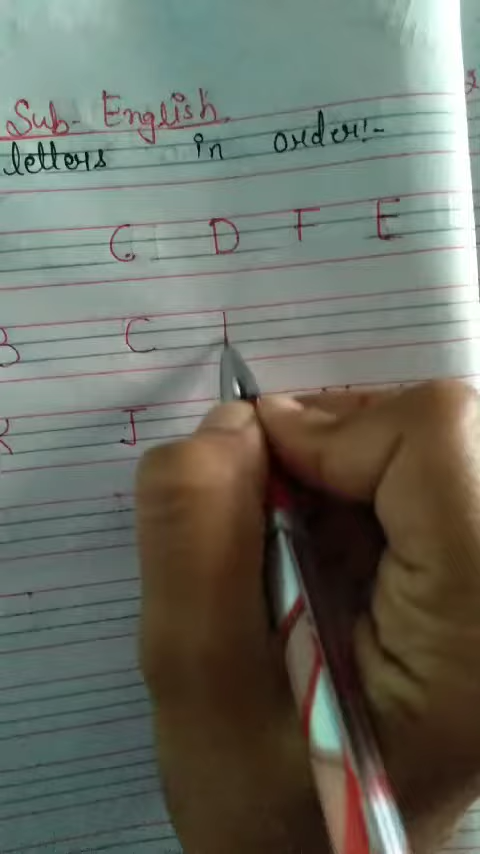 Sub- English.
letters in order:-
C D F E
B C
K J